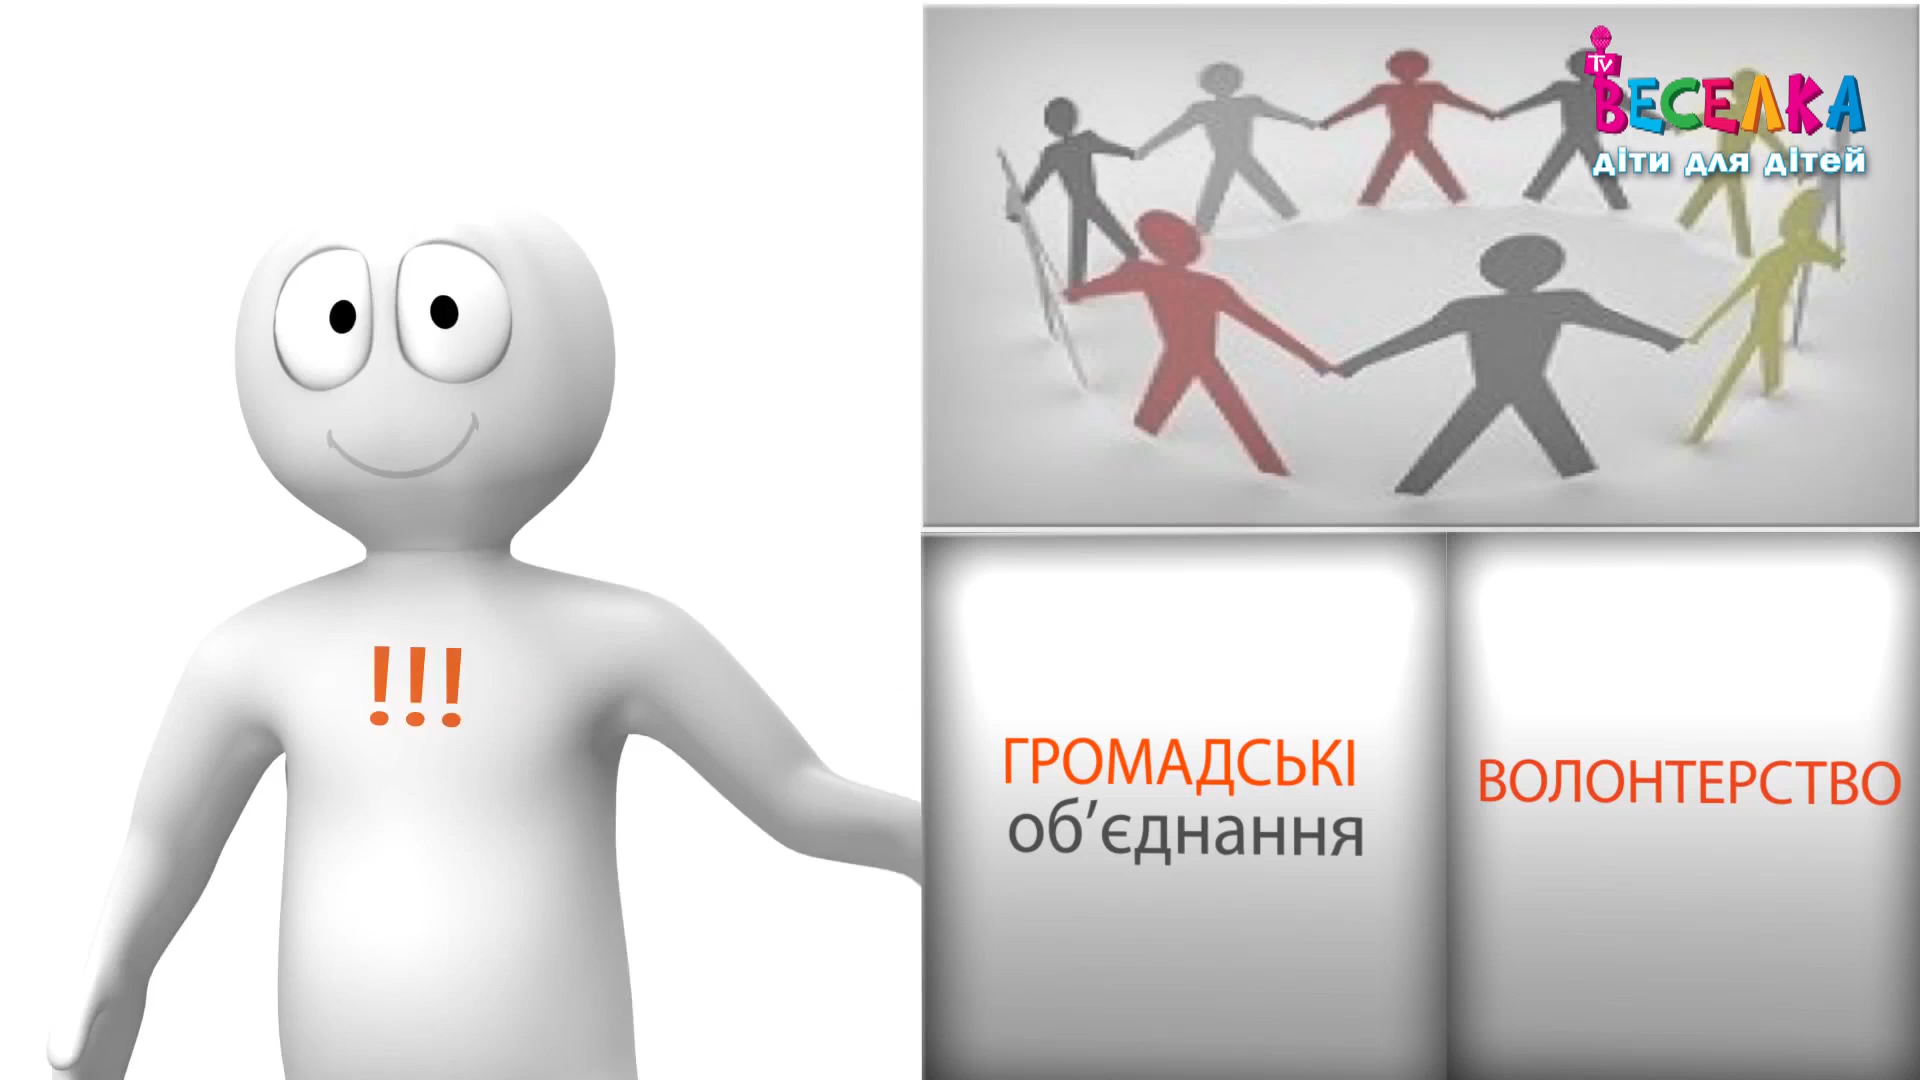 TV
ВЕСЕЛКА
діти для дітей
!!!
ГРОМАДСЬКІ
об’єднання
ВОЛОНТЕРСТВО